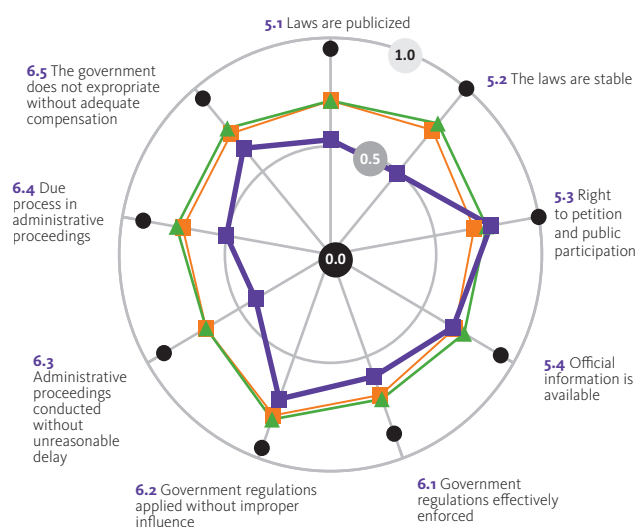 5.1 Laws are publicized
1.0
6.5 The government
does not expropriate
without adequate
compensation
5.2 The laws are stable
0.5
6.4 Due
process in
administrative
proceedings
5.3 Right
to petition
and public
participation
0.0
6.3
Administrative
proceedings
conducted
without
unreasonable
delay
5.4 Official
information is
available
6.2 Government regulations
applied without improper
influence
6.1 Government
regulations effectively
enforced